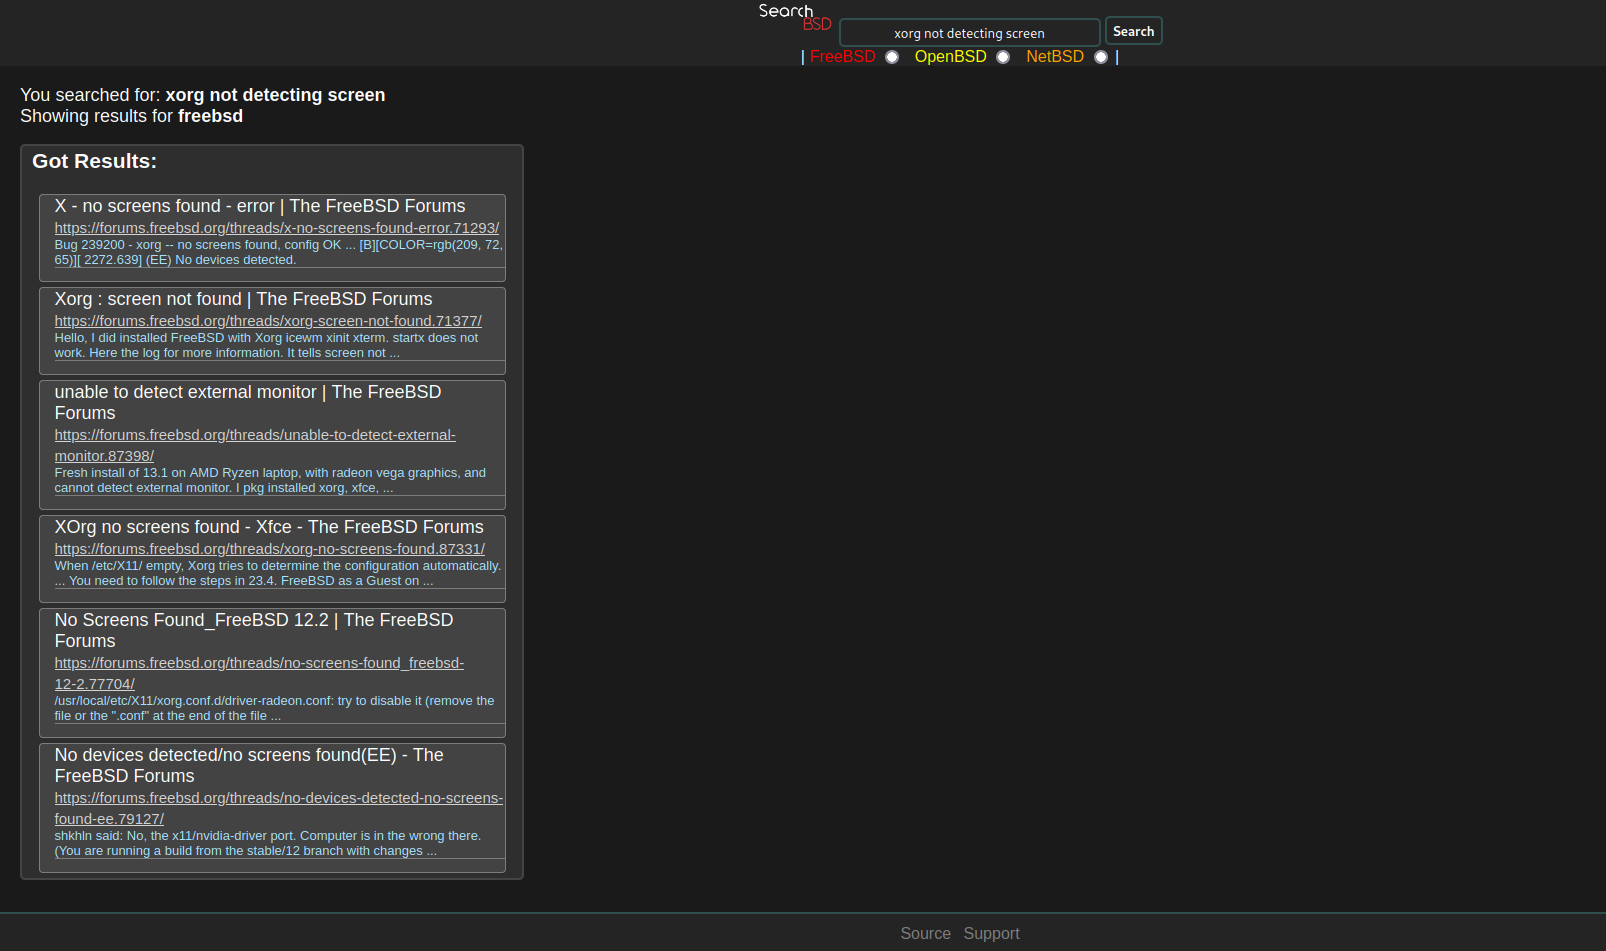 Search
BSD
xorg not detecting screen Search
| FreeBSD OpenBSD NetBSD |
You searched for: xorg not detecting screen
Showing results for freebsd
Got Results:
X - no screens found - error | The FreeBSD Forums
https://forums.freebsd.org/threads/x-no-screens-found-error.71293/
Bug 239200 - xorg -- no screens found, config OK ... [B][COLOR=rgb(209, 72,
65)][ 2272.639] (EE) No devices detected.
Xorg : screen not found | The FreeBSD Forums
https://forums.freebsd.org/threads/xorg-screen-not-found.71377/
Hello, I did installed FreeBSD with Xorg icewm xinit xterm. startx does not
work. Here the log for more information. It tells screen not ...
unable to detect external monitor | The FreeBSD
Forums
https://forums.freebsd.org/threads/unable-to-detect-external-
monitor.87398/
Fresh install of 13.1 on AMD Ryzen laptop, with radeon vega graphics, and
cannot detect external monitor. I pkg installed xorg, xfce, ...
XOrg no screens found - Xfce - The FreeBSD Forums
https://forums.freebsd.org/threads/xorg-no-screens-found.87331/
When /etc/X11/ empty, Xorg tries to determine the configuration automatically.
... You need to follow the steps in 23.4. FreeBSD as a Guest on ...
No Screens Found_FreeBSD 12.2 | The FreeBSD
Forums
https://forums.freebsd.org/threads/no-screens-found_freebsd-
12-2.77704/
/usr/local/etc/X11/xorg.conf.d/driver-radeon.conf: try to disable it (remove the
file or the ".conf" at the end of the file ...
No devices detected/no screens found(EE) - The
FreeBSD Forums
https://forums.freebsd.org/threads/no-devices-detected-no-screens-
found-ee.79127/
shkhln said: No, the x11/nvidia-driver port. Computer is in the wrong there.
(You are running a build from the stable/12 branch with changes ...
Source Support